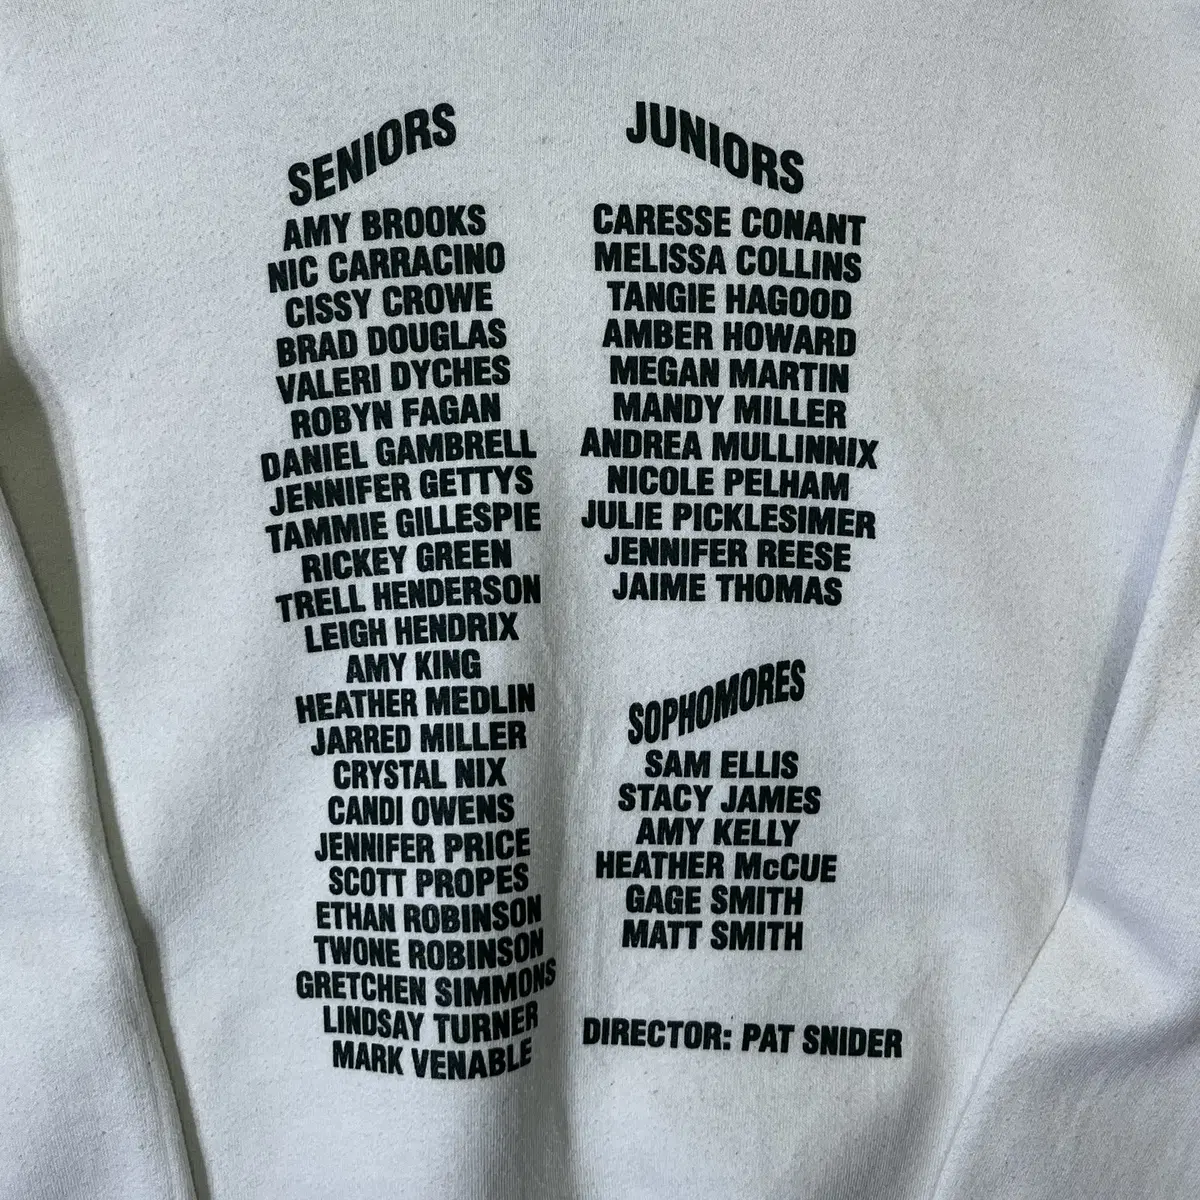 SENIORS
AMY BROOKS
NIC CARRACINO
CISSY CROWE
BRAD DOUGLAS
VALERI DYCHES
ROBYN FAGAN
DANIEL GAMBRELL
JENNIFER GETTYS
TAMMIE GILLESPIE
RICKEY GREEN
TRELL HENDERSON
LEIGH HENDRIX
AMY KING
HEATHER MEDLIN
JARRED MILLER
CRYSTAL NIX
CANDI OWENS
JENNIFER PRICE
SCOTT PROPES
ETHAN ROBINSON
TWONE ROBINSON
GRETCHEN SIMMONS
LINDSAY TURNER
MARK VENABLE
JUNIORS
CARESSE CONANT
MELISSA COLLINS
TANGIE HAGOOD
AMBER HOWARD
MEGAN MARTIN
MANDY MILLER
ANDREA MULLINNIX
NICOLE PELHAM
JULIE PICKLESIMER
JENNIFER REESE
JAIME THOMAS
SOPHOMORES
SAM ELLIS
STACY JAMES
AMY KELLY
HEATHER McCUE
GAGE SMITH
MATT SMITH
DIRECTOR: PAT SNIDER